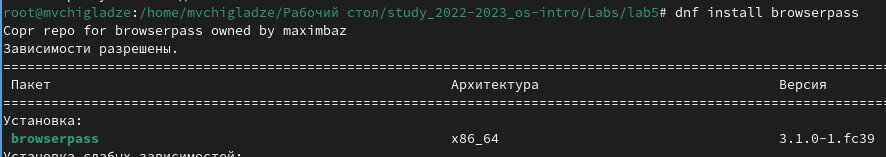 root@mvchigladze:/home/mvchigladze/Рабочий стол/study_2022-2023_os-intro/Labs/lab5# dnf install browserpass
Copr repo for browserpass owned by maximbaz
Зависимости разрешены.
================================================================================================================
Пакет Архитектура Версия
================================================================================================================
Установка:
browserpass x86_64 3.1.0-1.fc39
Установка слабых зависимостей: